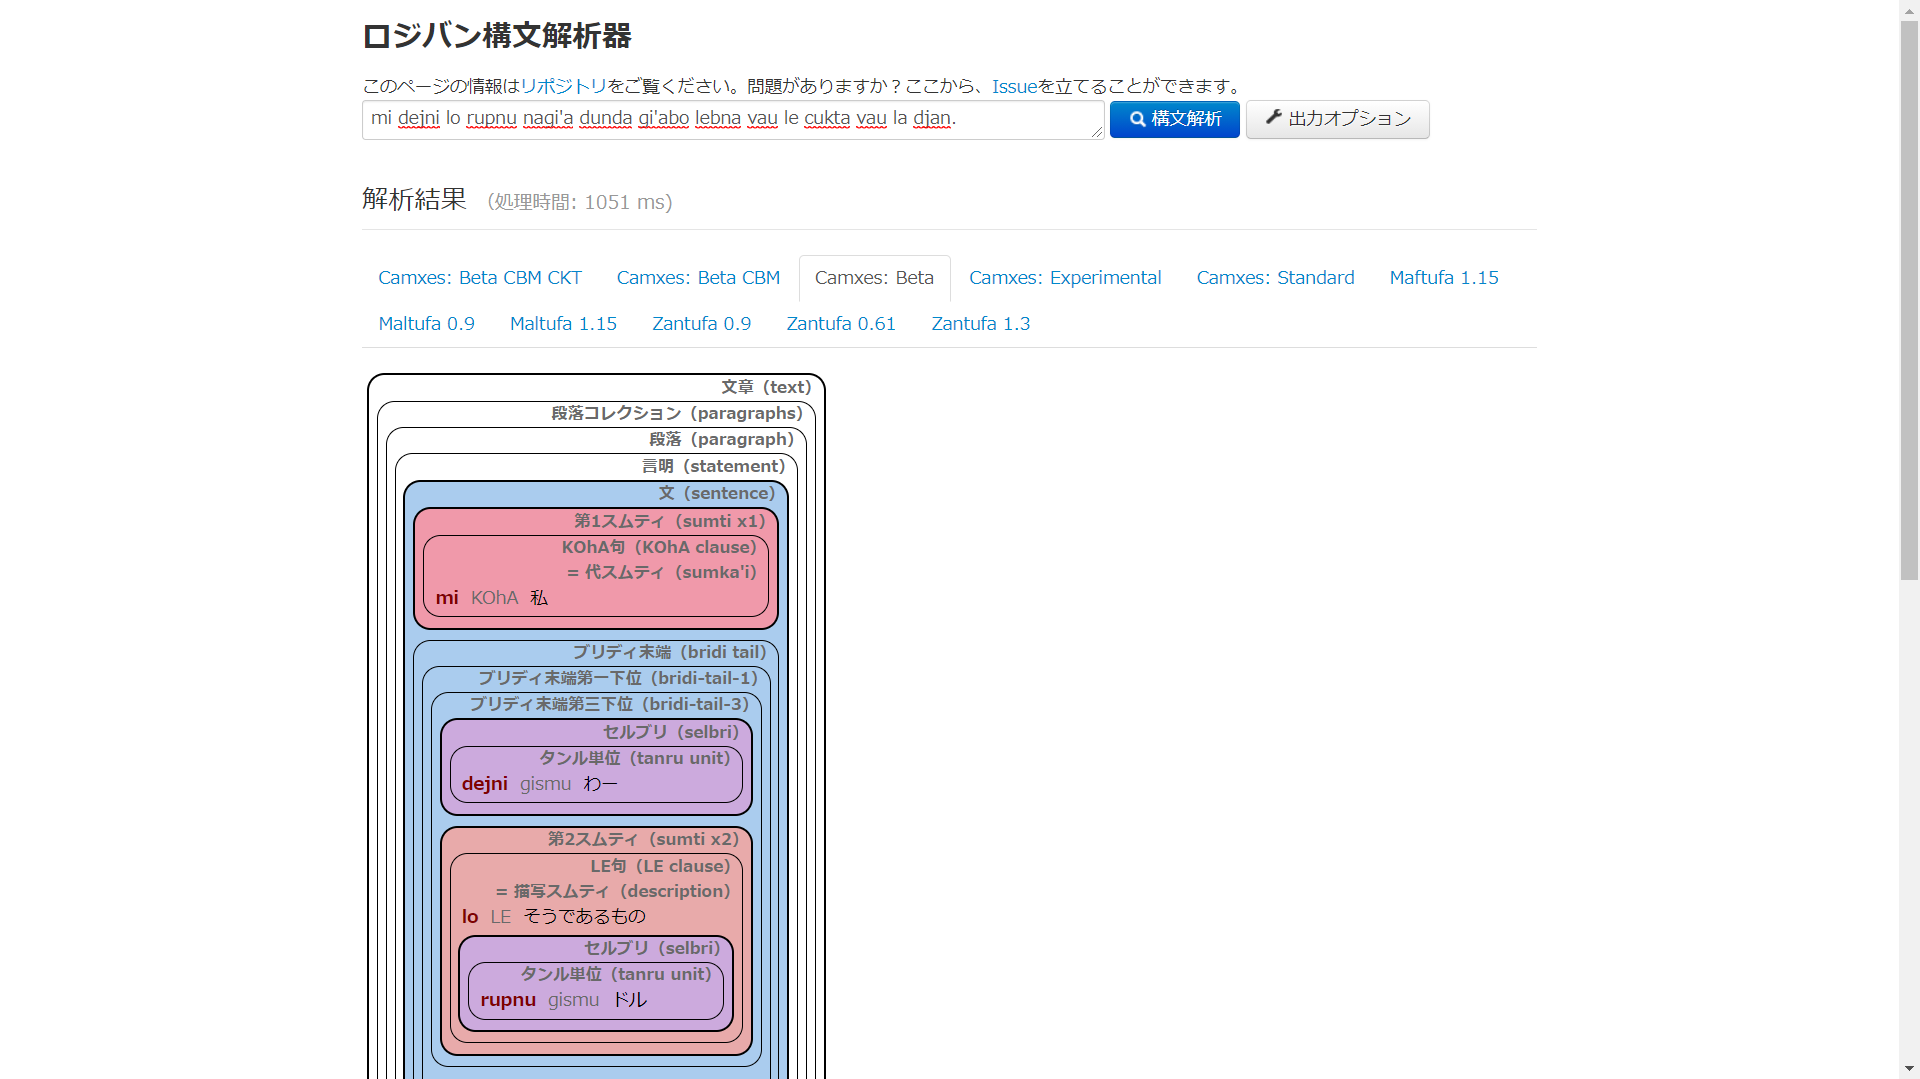 ロジバン構文解析器
このページの情報はリポジトリをご覧ください。問題がありますか？ここから、Issueを立てることができます。
mi dejni lo rupnu nagi'a dunda gi'abo lebna vau le cukta vau la djan.
構文解析
出力オプション
解析結果 (処理時間: 1051 ms)
Camxes: Beta CBM CKT Camxes: Beta CBM Camxes: Beta Camxes: Experimental Camxes: Standard Maftufa 1.15
Maltufa 0.9 Maltufa 1.15 Zantufa 0.9 Zantufa 0.61 Zantufa 1.3
文章（text）
段落コレクション（paragraphs）
段落（paragraph）
言明（statement）
文（sentence）
第1スムティ（sumti x1）
KOhA句（KOhA clause）
= 代スムティ（sumka'i）
mi KOhA 私
ブリディ末端（bridi tail）
ブリディ末端第一下位（bridi-tail-1）
ブリディ末端第三下位（bridi-tail-3）
セルブリ（selbri）
タンル単位（tanru unit）
dejni gismu わー
第2スムティ（sumti x2）
LE句（LE clause）
= 描写スムティ（description）
lo LE そうであるもの
セルブリ（selbri）
タンル単位（tanru unit）
rupnu gismu ドル